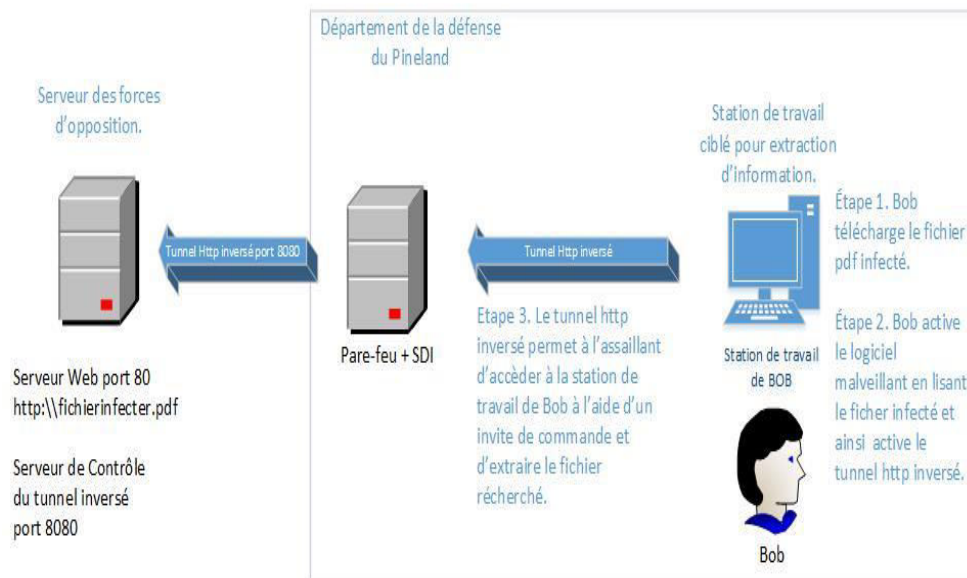 Département de la défense
du Pineland
Serveur des forces
d'opposition.
Station de travail
ciblé pour extraction
d'information.
Tunnel Http inversé port 8080
Tunnel Http inversé
Étape 1. Bob
télécharge le fichier
pdf infecté.
Étape 2. Bob active
le logiciel
malveillant en lisant
le ficher infecté et
ainsi active le
tunnel http inversé.
Etape 3. Le tunnel http
inversé permet à l'assaillant
d'accèder à la station de
travail de Bob à l'aide d'un
invite de commande et
d'extraire le fichier
récherché.
Pare-feu + SDI
Station de travail
de BOB
Bob
Serveur Web port 80
http:\\fichierinfecter.pdf
Serveur de Contrôle
du tunnel inversé
port 8080